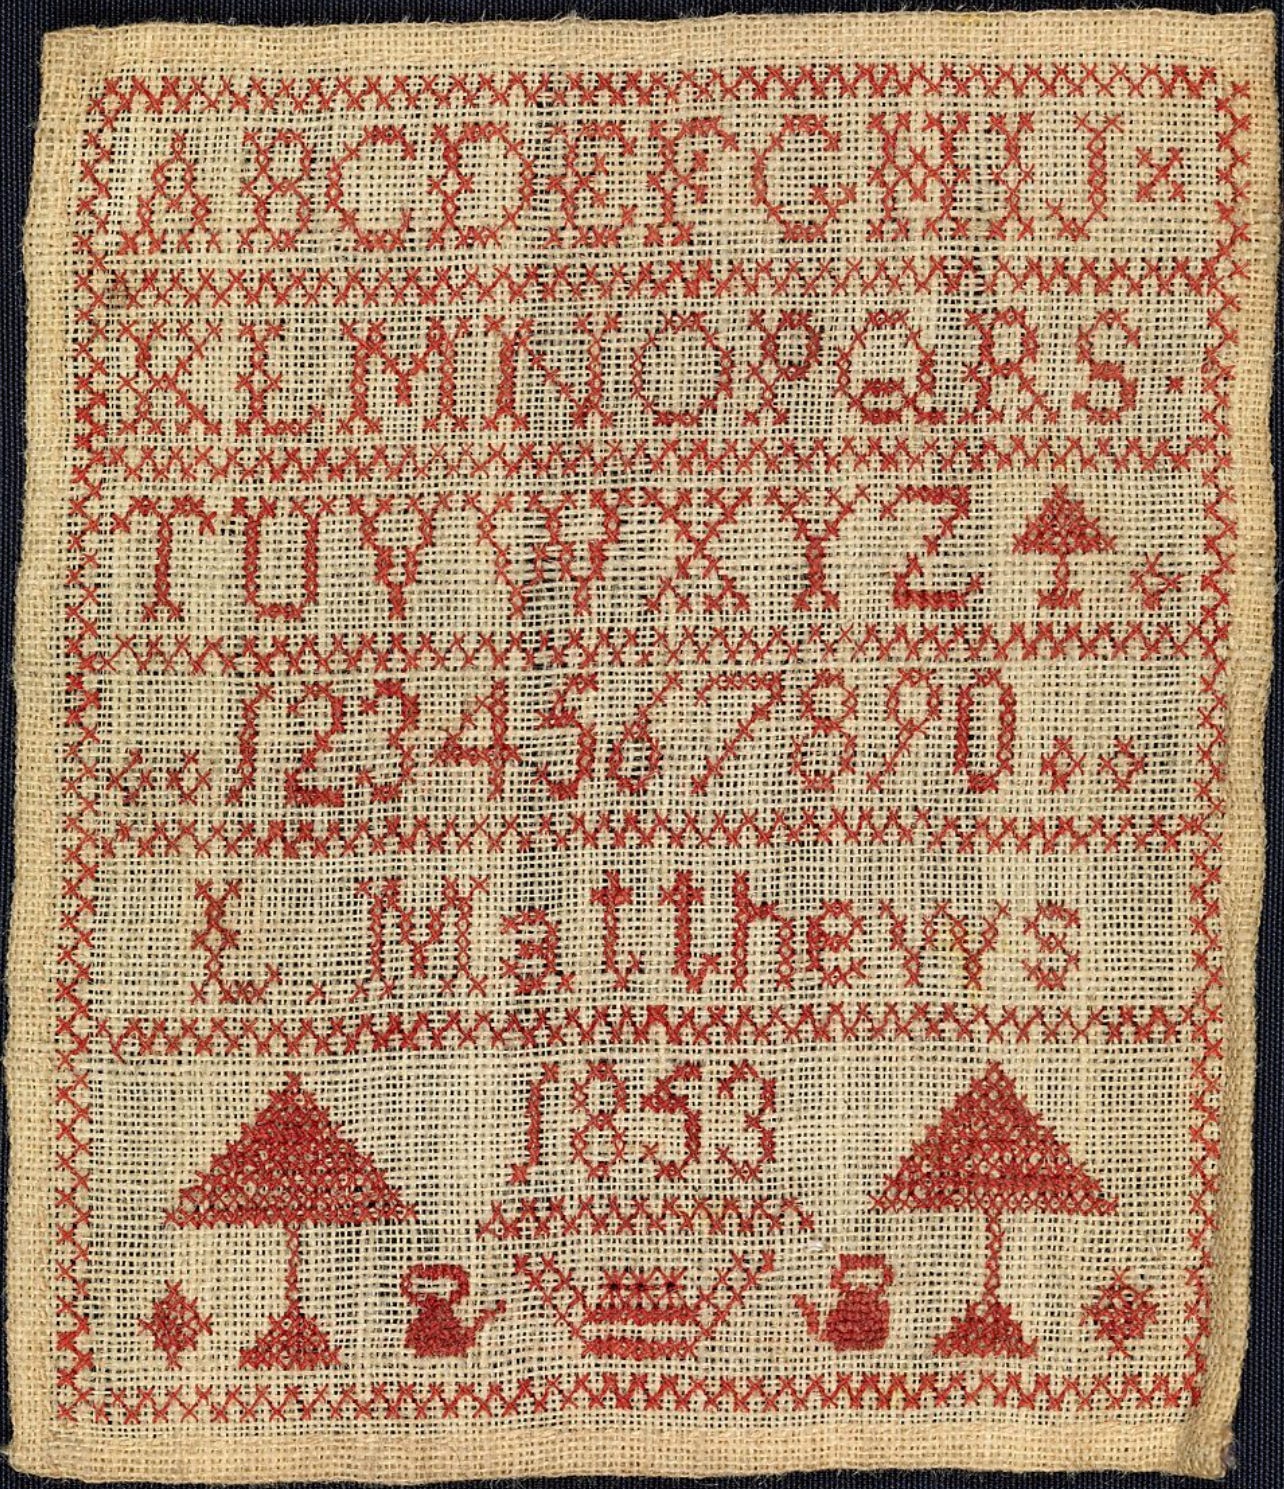 ABCDEFGHIJ
KLMNOPQRS
TUVWXYZ
1234567890
L Matthews
1853